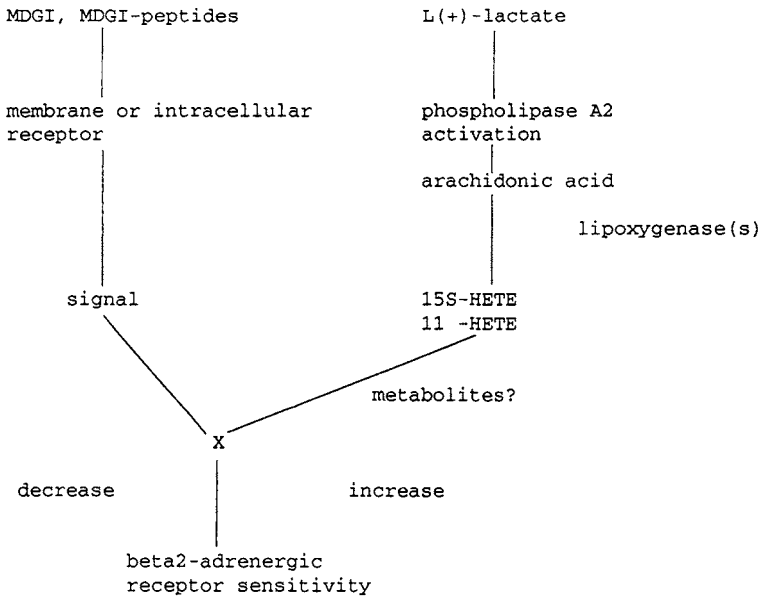 MDGI, MDGI-peptides
L(+)-lactate
membrane or intracellular
receptor
phospholipase A2
activation
arachidonic acid
lipoxygenase(s)
signal
15S-HETE
11 -HETE
metabolites?
X
decrease
increase
beta2-adrenergic
receptor sensitivity